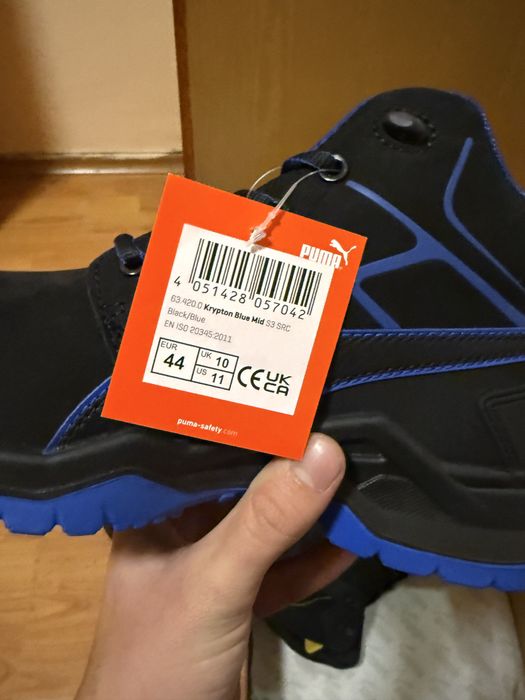 PUMA
4 051428 057042
63.420.0 Krypton Blue Mid S3 SRC
Black/Blue
EN ISO 20345:2011
EUR
44
UK 10
US 11
CE UK
CA
puma-safety.com